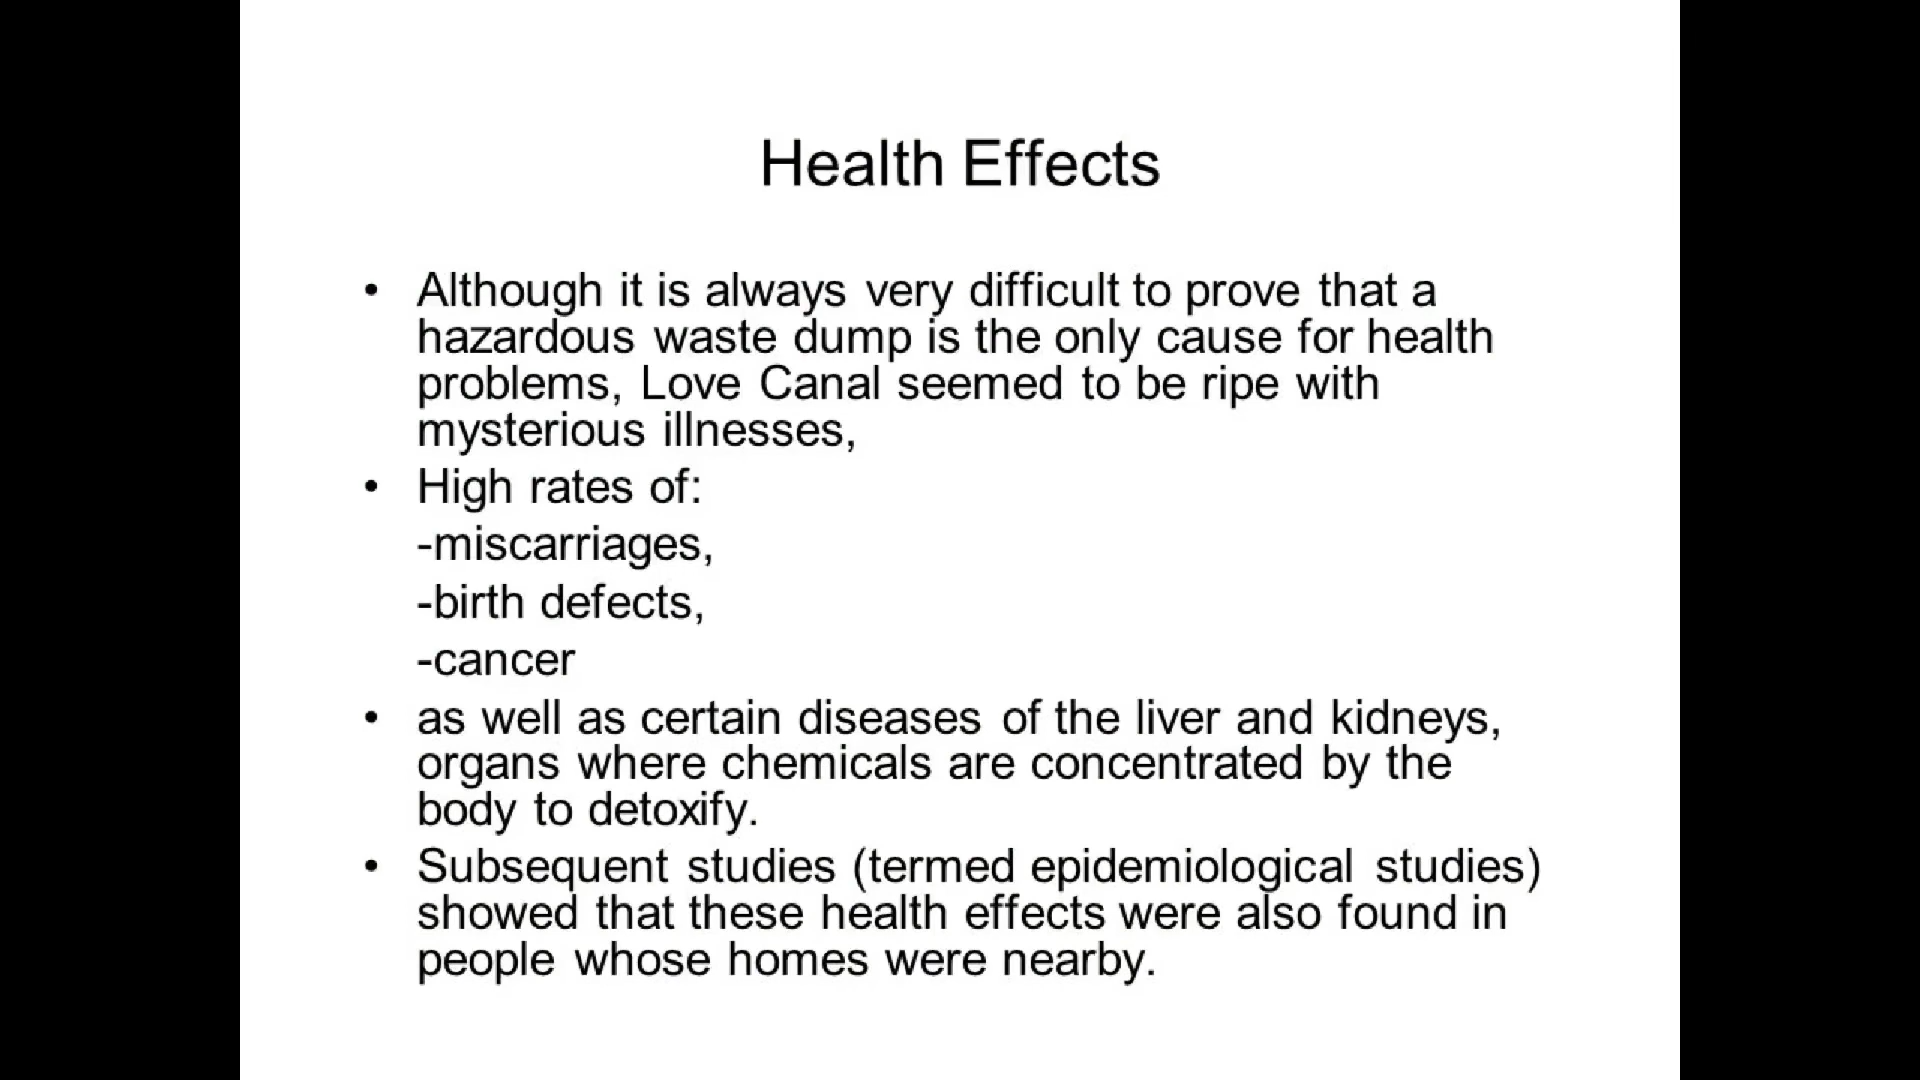 Health Effects
• Although it is always very difficult to prove that a
hazardous waste dump is the only cause for health
problems, Love Canal seemed to be ripe with
mysterious illnesses,
• High rates of:
-miscarriages,
-birth defects,
-cancer
• as well as certain diseases of the liver and kidneys,
organs where chemicals are concentrated by the
body to detoxify.
• Subsequent studies (termed epidemiological studies)
showed that these health effects were also found in
people whose homes were nearby.